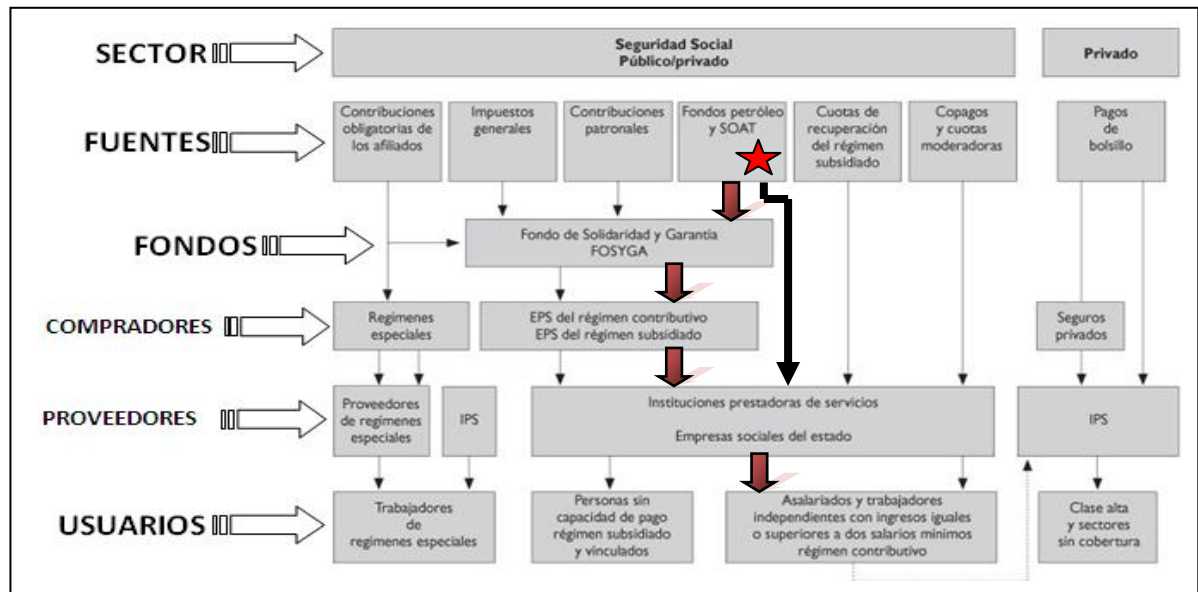 SECTOR
Seguridad Social
Público/privado
Privado
FUENTES
Contribuciones
obligatorias de
los afiliados
Impuestos
generales
Contribuciones
patronales
Fondos petróleo
y SOAT
Cuotas de
recuperación
del régimen
subsidiado
Copagos
y cuotas
moderadoras
Pagos
de
bolsillo
FONDOS
Fondo de Solidaridad y Garantía
FOSYGA
COMPRADORES
Regímenes
especiales
EPS del régimen contributivo
EPS del régimen subsidiado
Seguros
privados
PROVEEDORES
Proveedores
de regímenes
especiales
IPS
Instituciones prestadoras de servicios
Empresas sociales del estado
IPS
USUARIOS
Trabajadores
de
regímenes especiales
Personas sin
capacidad de pago
régimen subsidiado
y vinculados
Asalariados y trabajadores
independientes con ingresos iguales
o superiores a dos salarios mínimos
régimen contributivo
Clase alta
y sectores
sin cobertura